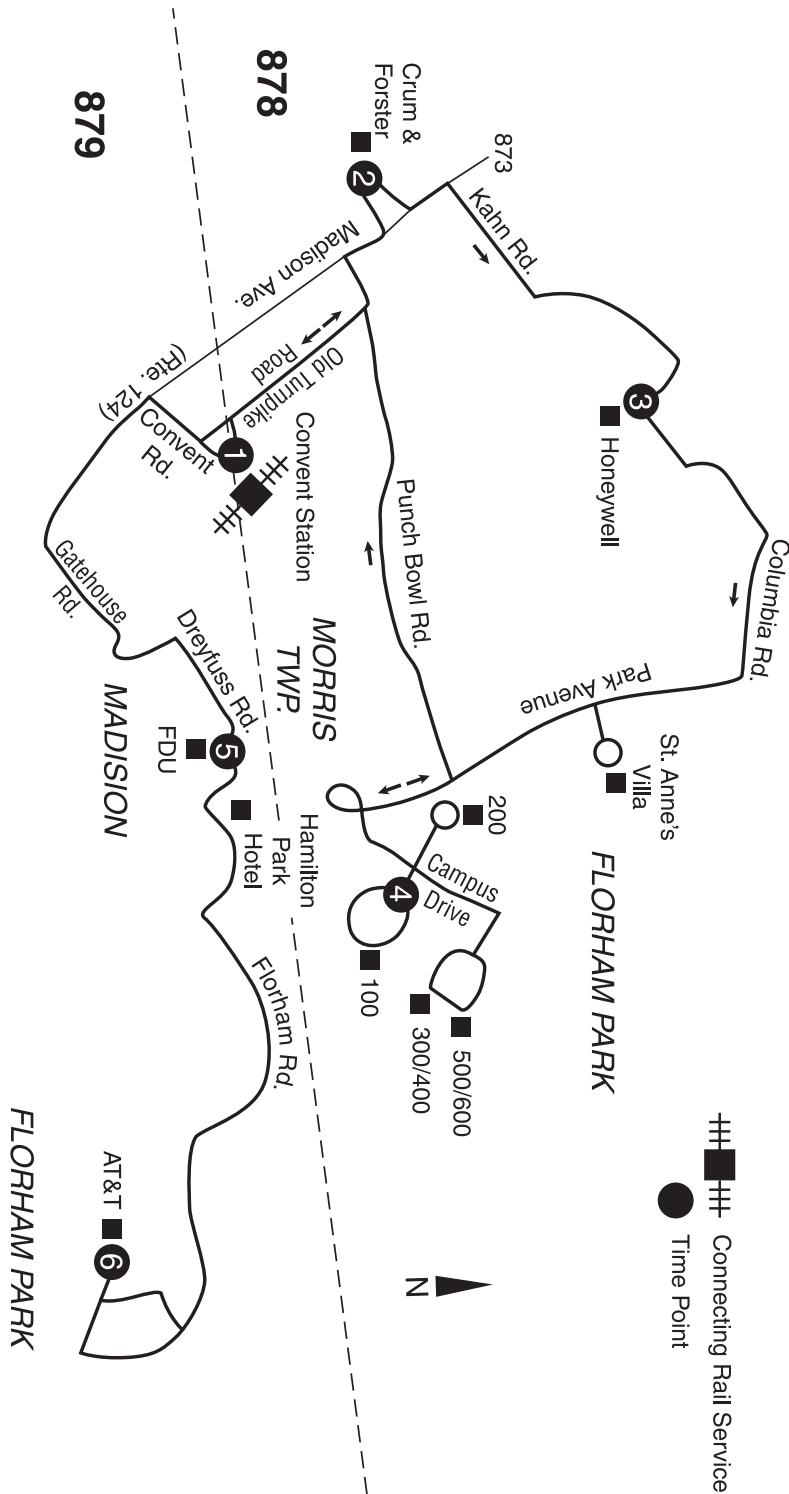 873
Kahn Rd.
Columbia Rd.
Connecting Rail Service
Time Point
Crum &
Forster
2
3
Honeywell
Park Avenue
St. Anne's
Villa
FLORHAM PARK
878
Madison Ave.
(Rte. 124)
Old Turnpike
Road
Punch Bowl Rd.
Convent
Rd.
1
Convent Station
MORRIS
TWP.
200
Campus
Drive
4
100
300/400
500/600
N
879
Gatehouse
Rd.
Dreyfuss Rd.
MADISION
FDU
5
Hamilton
Park
Hotel
Florham Rd.
AT&T
6
FLORHAM PARK